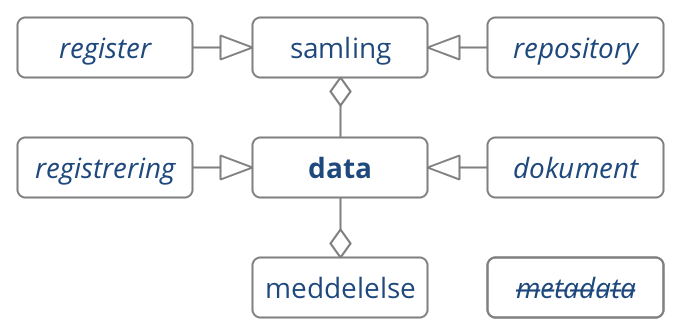 register
samling
repository
registrering
data
dokument
meddelelse
metadata